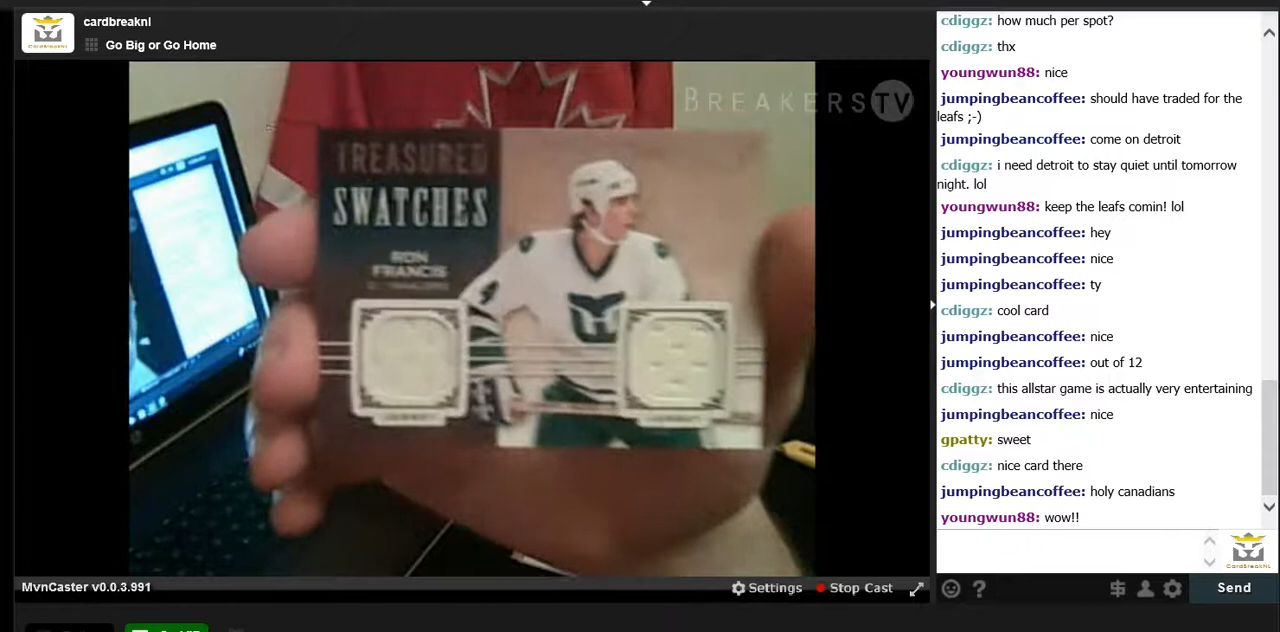 cardbreaknl
Go Big or Go Home
BREAKERSTV
TREASURED
SWATCHES
RON
FRANCIS
MvnCaster v0.0.3.991
Settings
Stop Cast
cdiggz: how much per spot?
cdiggz: thx
youngwun88: nice
jumpingbeancoffee: should have traded for the
leafs ;-)
jumpingbeancoffee: come on detroit
cdiggz: i need detroit to stay quiet until tomorrow
night. lol
youngwun88: keep the leafs comin! lol
jumpingbeancoffee: hey
jumpingbeancoffee: nice
jumpingbeancoffee: ty
cdiggz: cool card
jumpingbeancoffee: nice
jumpingbeancoffee: out of 12
cdiggz: this allstar game is actually very entertaining
jumpingbeancoffee: nice
gpatty: sweet
cdiggz: nice card there
jumpingbeancoffee: holy canadians
youngwun88: wow!!
Send